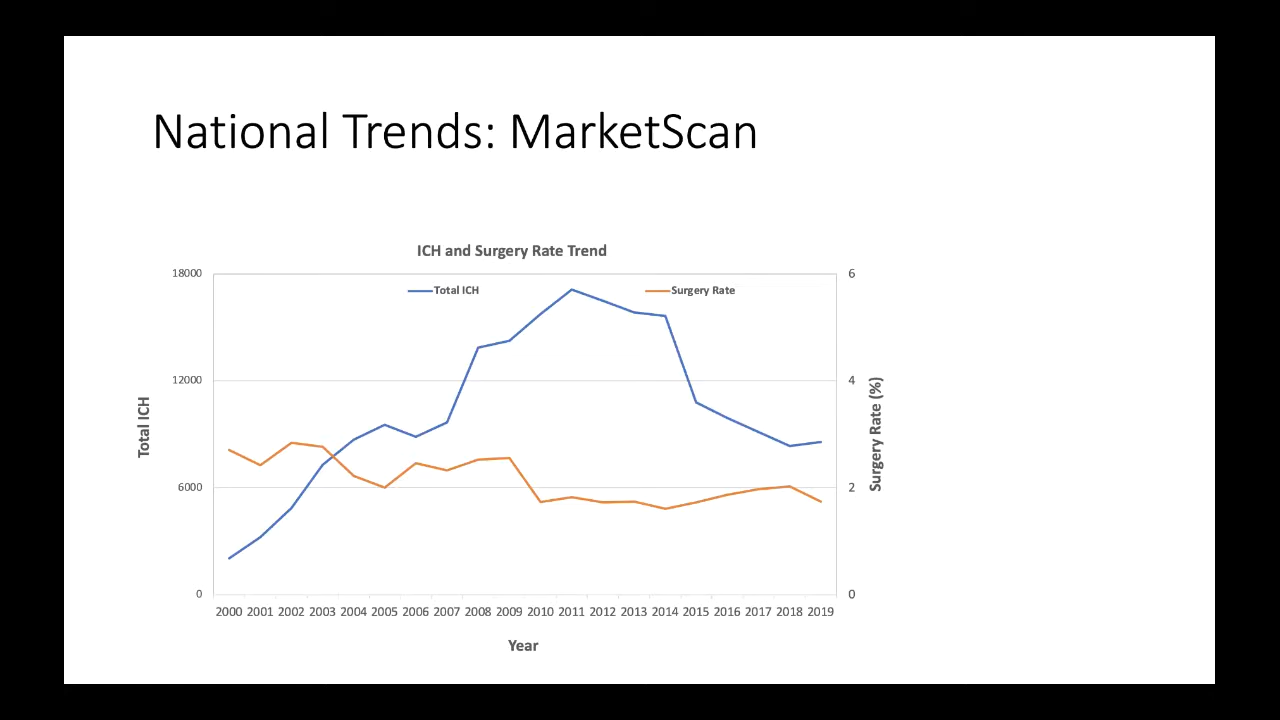 National Trends: MarketScan
ICH and Surgery Rate Trend
Total ICH
Surgery Rate
18000
12000
6000
0
Total ICH
6
4
2
0
Surgery Rate (%)
2000 2001 2002 2003 2004 2005 2006 2007 2008 2009 2010 2011 2012 2013 2014 2015 2016 2017 2018 2019
Year